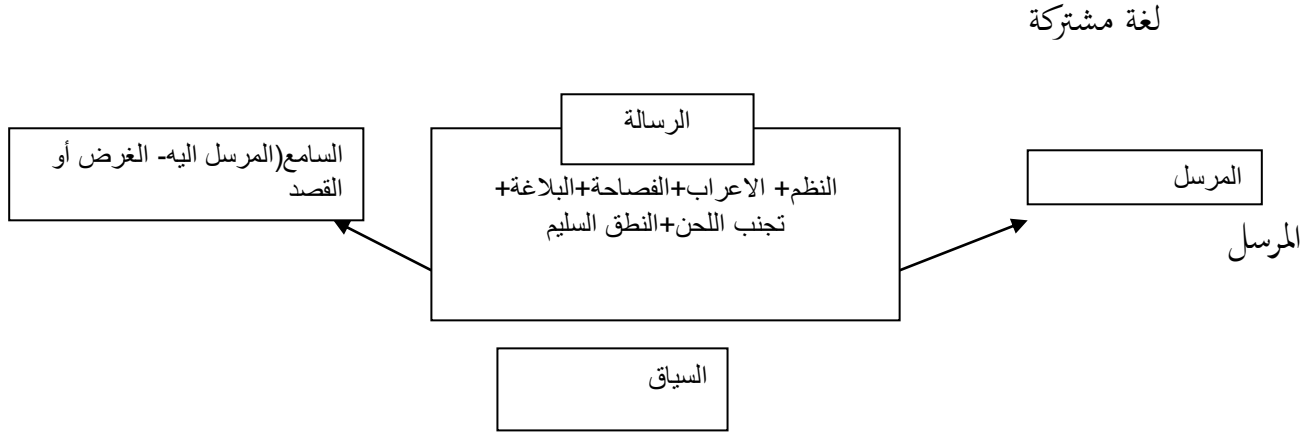 لغة مشتركة
الرسالة
المرسل
النظم+ الاعراب+الفصاحة+البلاغة+
تجنب اللحن+النطق السليم
السامع(المرسل اليه- الغرض أو
القصد
المرسل
السياق